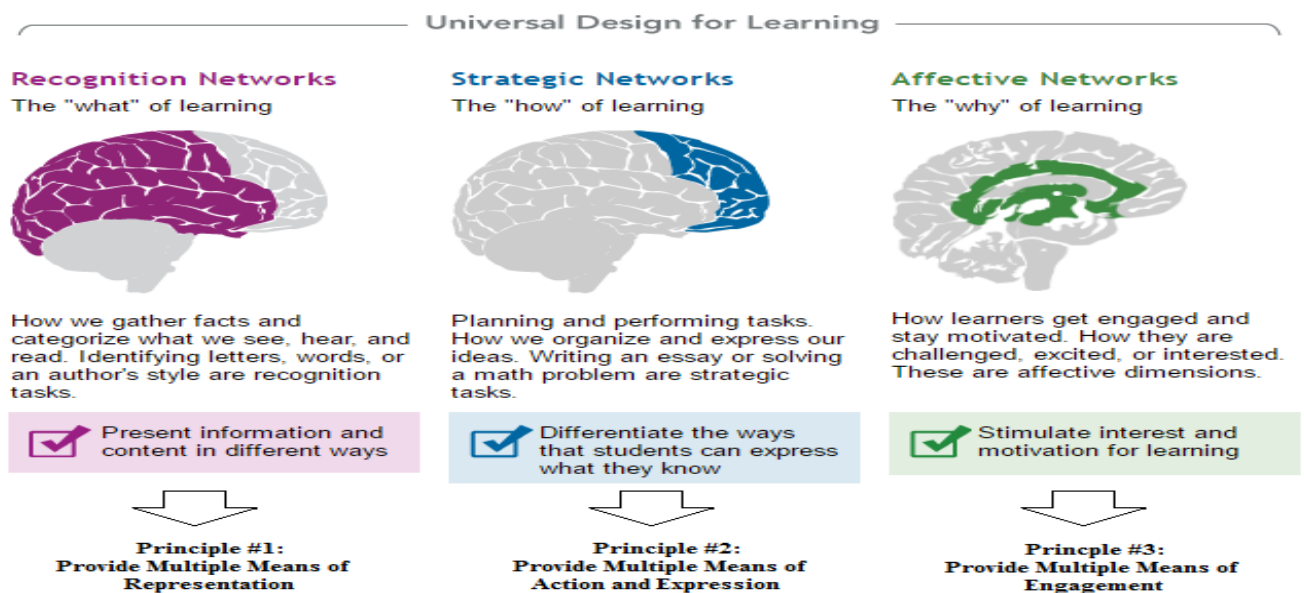 Universal Design for Learning
Recognition Networks
The "what" of learning
How we gather facts and
categorize what we see, hear, and
read. Identifying letters, words, or
an author's style are recognition
tasks.
Present information and
content in different ways
Principle #1:
Provide Multiple Means of
Representation
Strategic Networks
The "how" of learning
Planning and performing tasks.
How we organize and express our
ideas. Writing an essay or solving
a math problem are strategic
tasks.
Differentiate the ways
that students can express
what they know
Principle #2:
Provide Multiple Means of
Action and Expression
Affective Networks
The "why" of learning
How learners get engaged and
stay motivated. How they are
challenged, excited, or interested.
These are affective dimensions.
Stimulate interest and
motivation for learning
Princple #3:
Provide Multiple Means of
Engagement